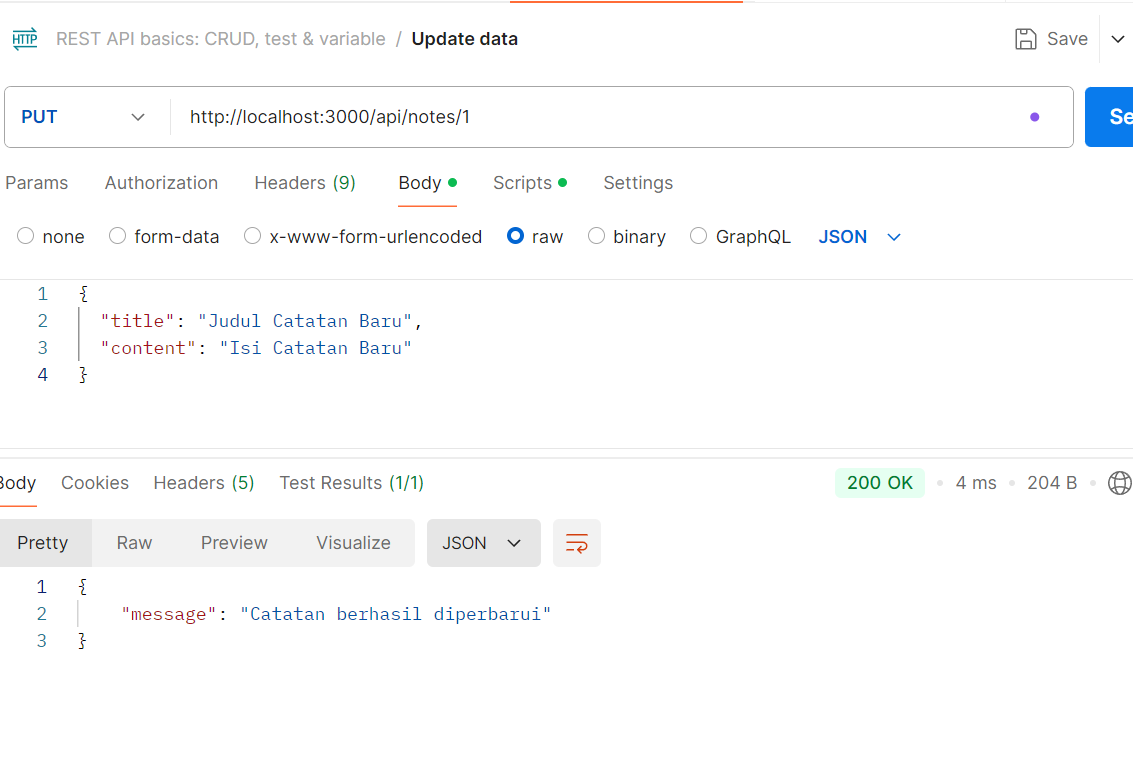 HTTP REST API basics: CRUD, test & variable / Update data Save
PUT http://localhost:3000/api/notes/1 Se
Params Authorization Headers (9) Body Scripts Settings
none form-data x-www-form-urlencoded raw binary GraphQL JSON
1 {
2 "title": "Judul Catatan Baru",
3 "content": "Isi Catatan Baru"
4 }
Body Cookies Headers (5) Test Results (1/1) 200 OK 4 ms 204 B
Pretty Raw Preview Visualize JSON
1 {
2 "message": "Catatan berhasil diperbarui"
3 }